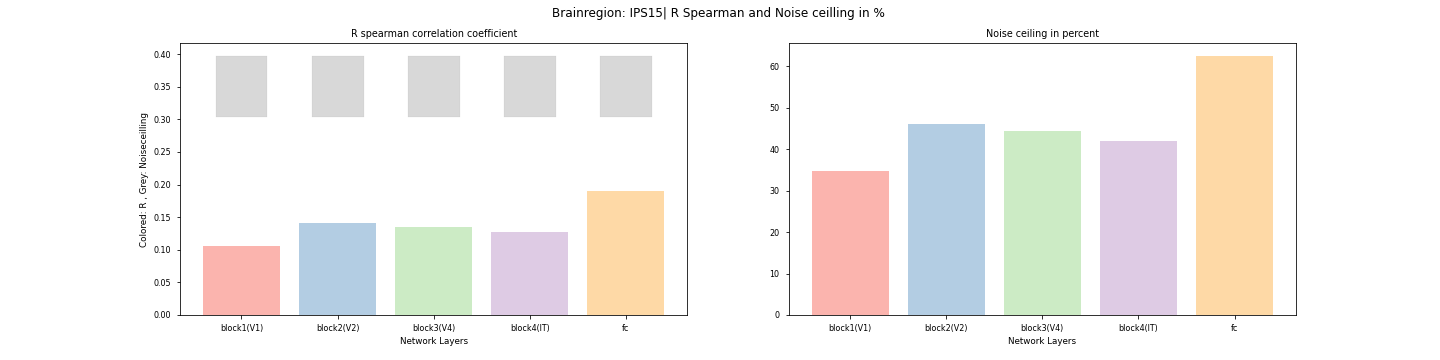 Brainregion: IPS15| R Spearman and Noise ceilling in %
R spearman correlation coefficient
Colored: R , Grey: Noiseceilling
0.40
0.35
0.30
0.25
0.20
0.15
0.10
0.05
0.00
block1(V1) block2(V2) block3(V4) block4(IT) fc
Network Layers
Noise ceiling in percent
60
50
40
30
20
10
0
block1(V1) block2(V2) block3(V4) block4(IT) fc
Network Layers